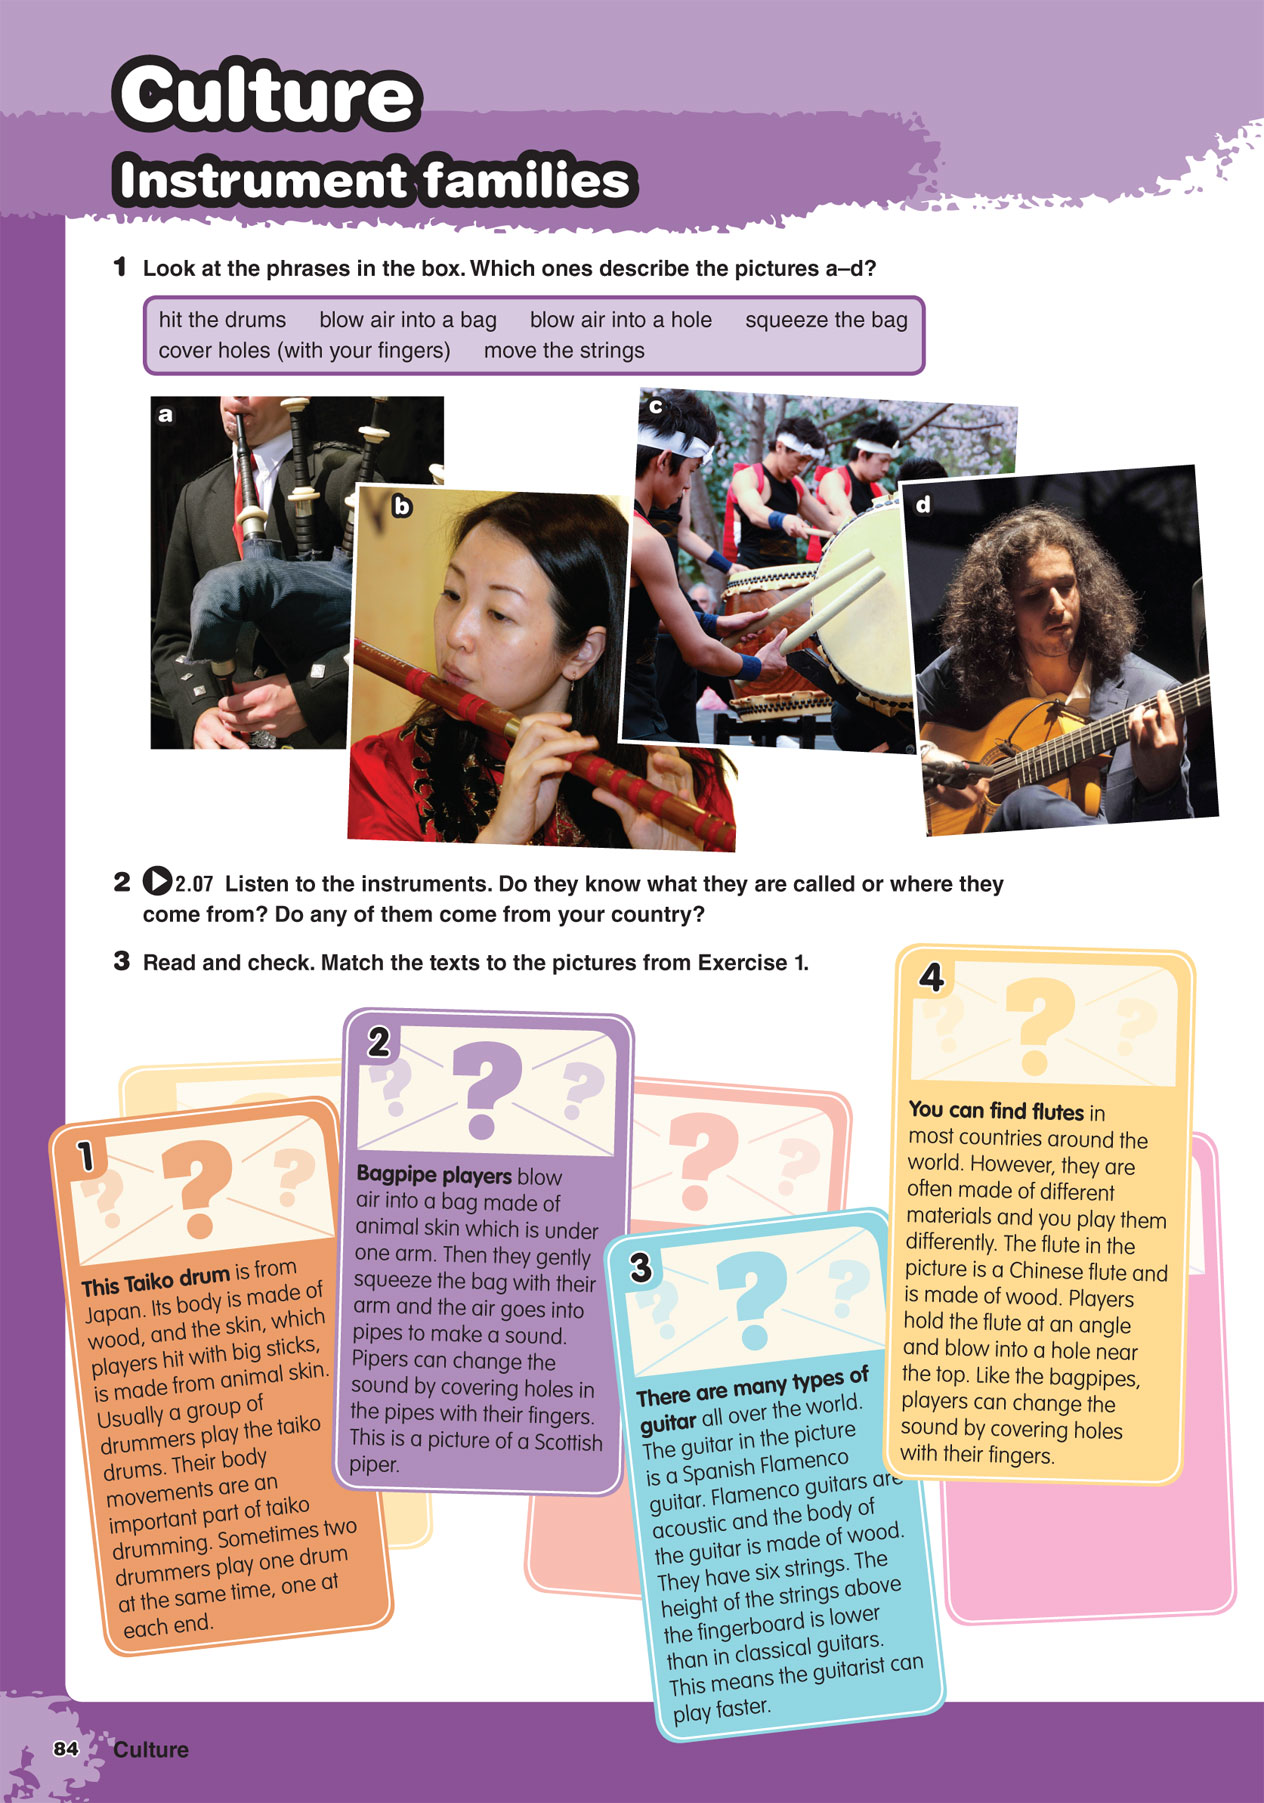 Culture
Instrument families
1 Look at the phrases in the box. Which ones describe the pictures a–d?
hit the drums blow air into a bag blow air into a hole squeeze the bag
cover holes (with your fingers) move the strings
a
b
c
d
2 2.07 Listen to the instruments. Do they know what they are called or where they
come from? Do any of them come from your country?
3 Read and check. Match the texts to the pictures from Exercise 1.
1
?
?
?
This Taiko drum is from
Japan. Its body is made of
wood, and the skin, which
players hit with big sticks,
is made from animal skin.
Usually a group of
drummers play the taiko
drums. Their body
movements are an
important part of taiko
drumming. Sometimes two
drummers play one drum
at the same time, one at
each end.
2
?
?
?
Bagpipe players blow
air into a bag made of
animal skin which is under
one arm. Then they gently
squeeze the bag with their
arm and the air goes into
pipes to make a sound.
Pipers can change the
sound by covering holes in
the pipes with their fingers.
This is a picture of a Scottish
piper.
?
?
3
?
?
?
There are many types of
guitar all over the world.
The guitar in the picture
is a Spanish Flamenco
guitar. Flamenco guitars are
acoustic and the body of
the guitar is made of wood.
They have six strings. The
height of the strings above
the fingerboard is lower
than in classical guitars.
This means the guitarist can
play faster.
4
?
?
?
You can find flutes in
most countries around the
world. However, they are
often made of different
materials and you play them
differently. The flute in the
picture is a Chinese flute and
is made of wood. Players
hold the flute at an angle
and blow into a hole near
the top. Like the bagpipes,
players can change the
sound by covering holes
with their fingers.
84 Culture